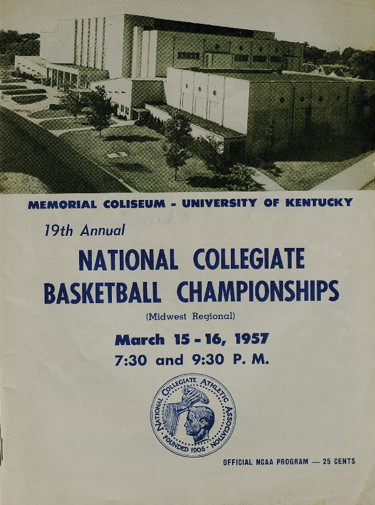 MEMORIAL COLISEUM - UNIVERSITY OF KENTUCKY
19th Annual
NATIONAL COLLEGIATE
BASKETBALL CHAMPIONSHIPS
(Midwest Regional)
March 15 - 16, 1957
7:30 and 9:30 P. M.
NATIONAL COLLEGIATE ATHLETIC ASSOCIATION
FOUNDED 1906
OFFICIAL NCAA PROGRAM — 25 CENTS